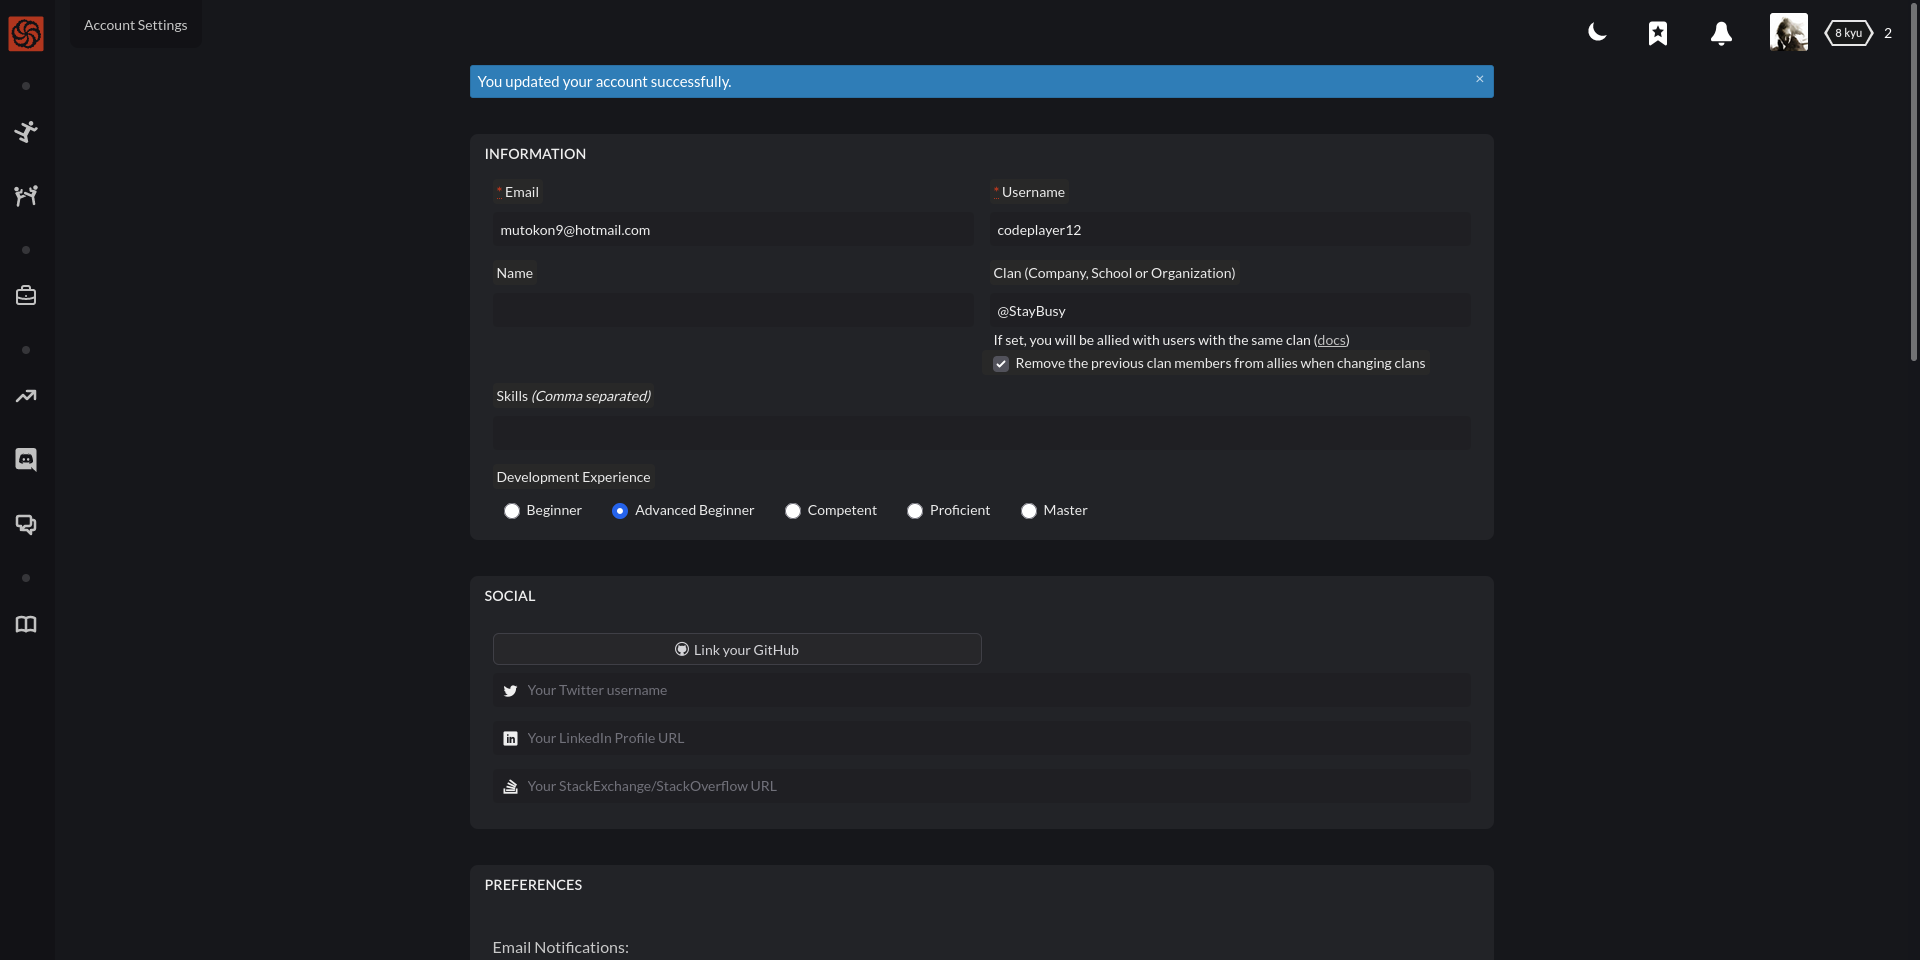 Account Settings
8 kyu 2
You updated your account successfully. ×
INFORMATION
* Email
* Username
mutokon9@hotmail.com
codeplayer12
Name
Clan (Company, School or Organization)
@StayBusy
If set, you will be allied with users with the same clan (docs)
Remove the previous clan members from allies when changing clans
Skills (Comma separated)
Development Experience
Beginner Advanced Beginner Competent Proficient Master
SOCIAL
Link your GitHub
Your Twitter username
Your LinkedIn Profile URL
Your StackExchange/StackOverflow URL
PREFERENCES
Email Notifications: